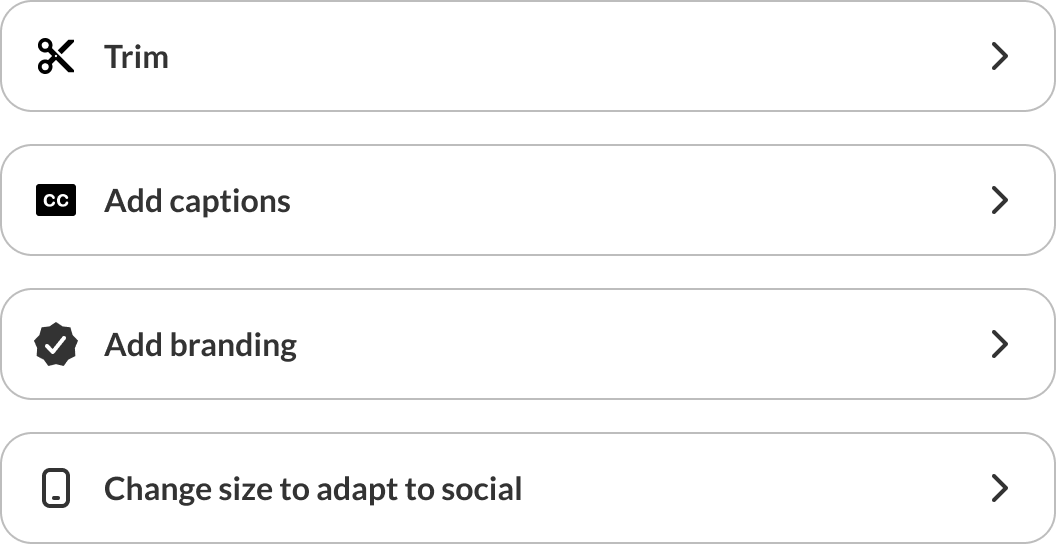 Trim
CC
Add captions
Add branding
Change size to adapt to social